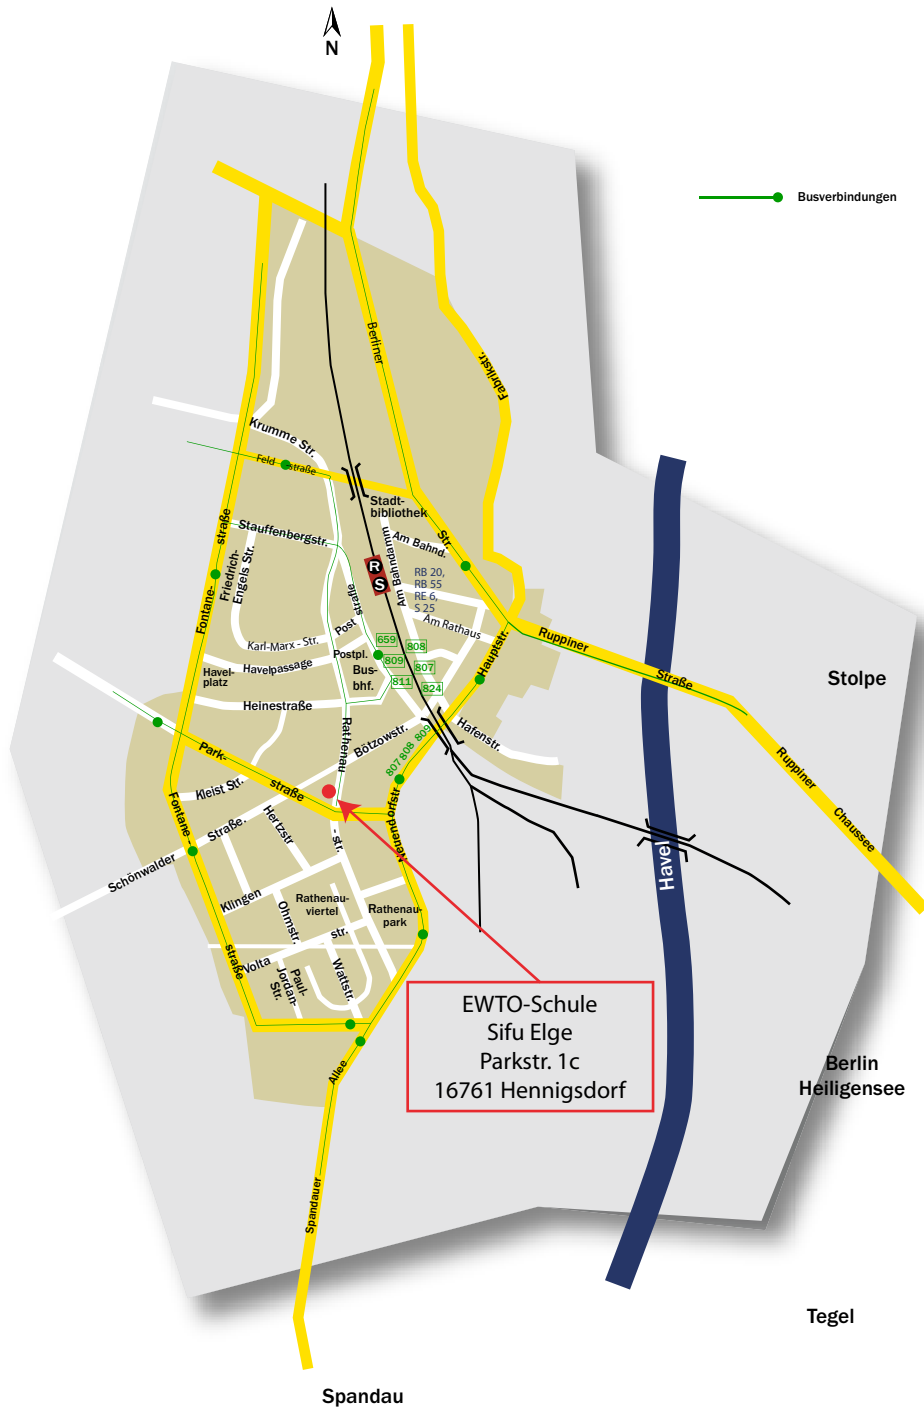 N
Busverbindungen
Berliner
Fabrikstr.
Krumme Str.
Feld straße
Stadt-
bibliothek
straße
Stauffenbergstr.
Str.
Am Bahnd.
Am Bahndamm
Friedrich-
Engels Str.
R
S
RB 20,
RB 55
RE 6,
S 25
Fontane-
straße
Post
Am Rathaus
Karl-Marx - Str.
659
808
Postpl.
809
807
Hauptstr.
Ruppiner
Straße
Stolpe
Havelpassage
Havel-
platz
Bus-
bhf.
811
824
Heinestraße
Rathenau
Bötzowstr.
809
808
807
Hafenstr.
Park-
straße
Kleist Str.
Ruppiner
Chaussee
Fontane -
Neuendorfstr
Hertzstr
Straße.
Schönwalder
- str.
Havel
Klingen
Rathenau-
viertel
Rathenau-
park
Ohmstr.
str.
straße
Volta
Wattstr.
Paul-
Jordan-
Str.
EWTO-Schule
Sifu Elge
Parkstr. 1c
16761 Hennigsdorf
Berlin
Heiligensee
Allee
Spandauer
Tegel
Spandau